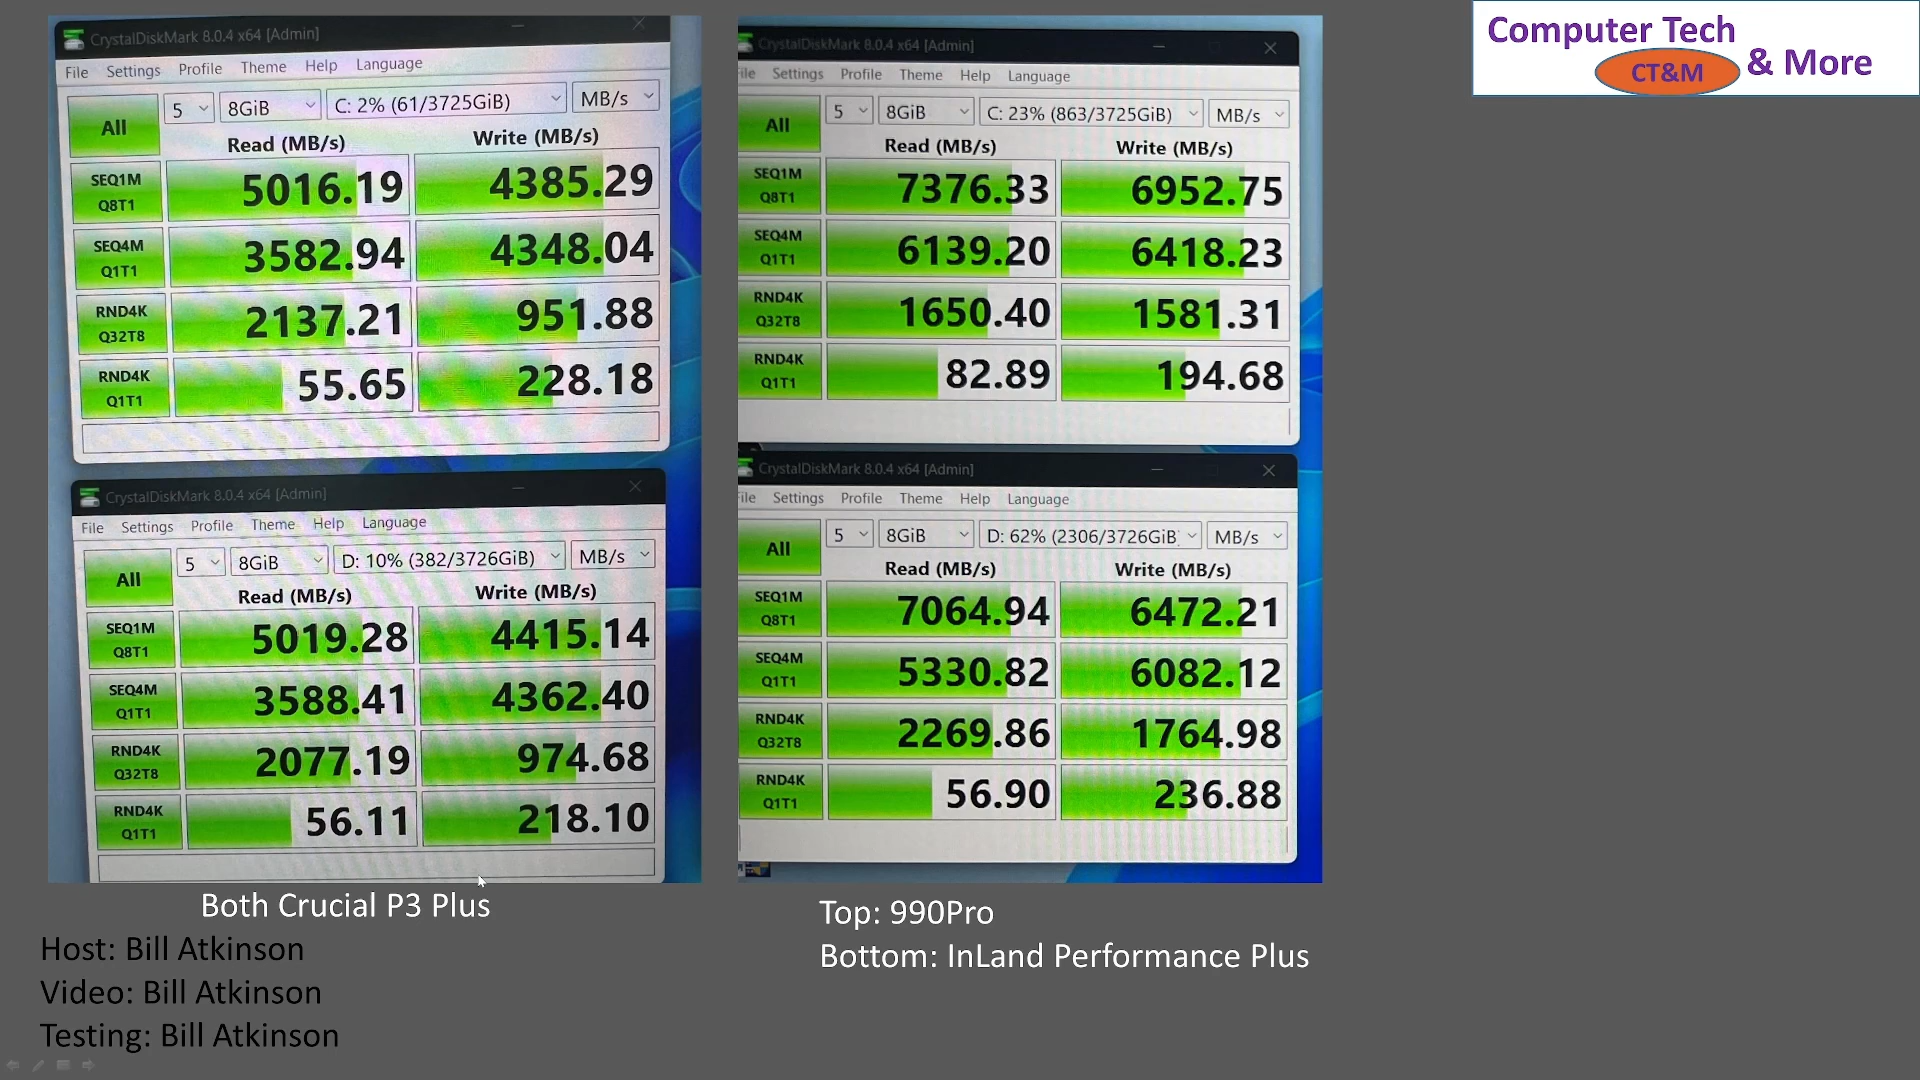 CrystalDiskMark 8.0.4 x64 [Admin]
File Settings Profile Theme Help Language
All 5 8GiB C: 2% (61/3725GiB) MB/s
Read (MB/s) Write (MB/s)
SEQ1M Q8T1 5016.19 4385.29
SEQ4M Q1T1 3582.94 4348.04
RND4K Q32T8 2137.21 951.88
RND4K Q1T1 55.65 228.18
CrystalDiskMark 8.0.4 x64 [Admin]
File Settings Profile Theme Help Language
All 5 8GiB D: 10% (382/3726GiB) MB/s
Read (MB/s) Write (MB/s)
SEQ1M Q8T1 5019.28 4415.14
SEQ4M Q1T1 3588.41 4362.40
RND4K Q32T8 2077.19 974.68
RND4K Q1T1 56.11 218.10
Both Crucial P3 Plus
Host: Bill Atkinson
Video: Bill Atkinson
Testing: Bill Atkinson
CrystalDiskMark 8.0.4 x64 [Admin]
ile Settings Profile Theme Help Language
All 5 8GiB C: 23% (863/3725GiB) MB/s
Read (MB/s) Write (MB/s)
SEQ1M Q8T1 7376.33 6952.75
SEQ4M Q1T1 6139.20 6418.23
RND4K Q32T8 1650.40 1581.31
RND4K Q1T1 82.89 194.68
CrystalDiskMark 8.0.4 x64 [Admin]
ile Settings Profile Theme Help Language
All 5 8GiB D: 62% (2306/3726GiB) MB/s
Read (MB/s) Write (MB/s)
SEQ1M Q8T1 7064.94 6472.21
SEQ4M Q1T1 5330.82 6082.12
RND4K Q32T8 2269.86 1764.98
RND4K Q1T1 56.90 236.88
Top: 990Pro
Bottom: InLand Performance Plus
Computer Tech
CT&M & More